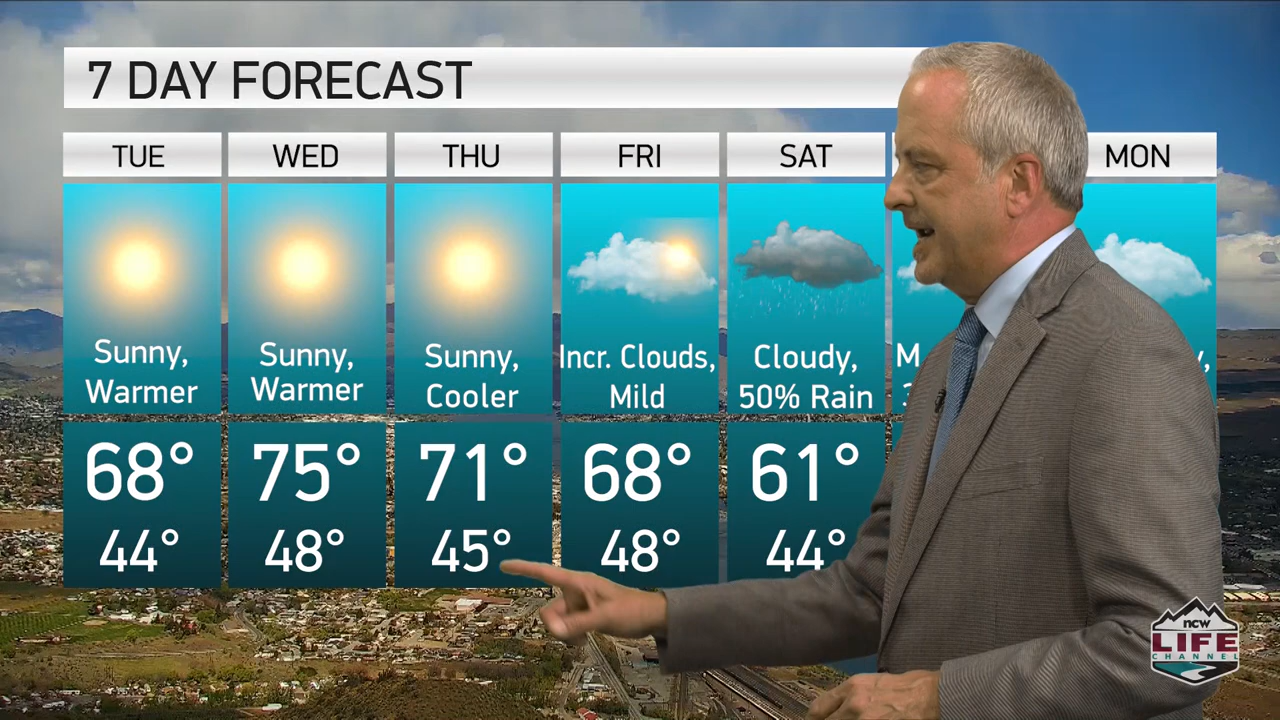 7 DAY FORECAST
TUE
WED
THU
FRI
SAT
MON
Sunny,
Warmer
Sunny,
Warmer
Sunny,
Cooler
Incr. Clouds,
Mild
Cloudy,
50% Rain
68°
75°
71°
68°
61°
44°
48°
45°
48°
44°
ncw
LIFE
CHANNEL